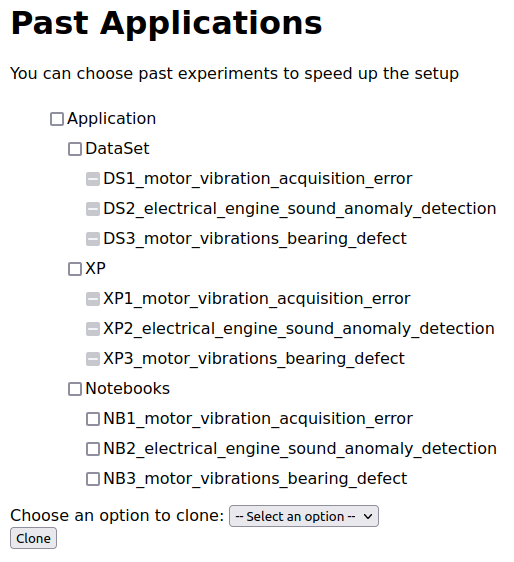 Past Applications
You can choose past experiments to speed up the setup
Application
DataSet
DS1_motor_vibration_acquisition_error
DS2_electrical_engine_sound_anomaly_detection
DS3_motor_vibrations_bearing_defect
XP
XP1_motor_vibration_acquisition_error
XP2_electrical_engine_sound_anomaly_detection
XP3_motor_vibrations_bearing_defect
Notebooks
NB1_motor_vibration_acquisition_error
NB2_electrical_engine_sound_anomaly_detection
NB3_motor_vibrations_bearing_defect
Choose an option to clone: -- Select an option --
Clone